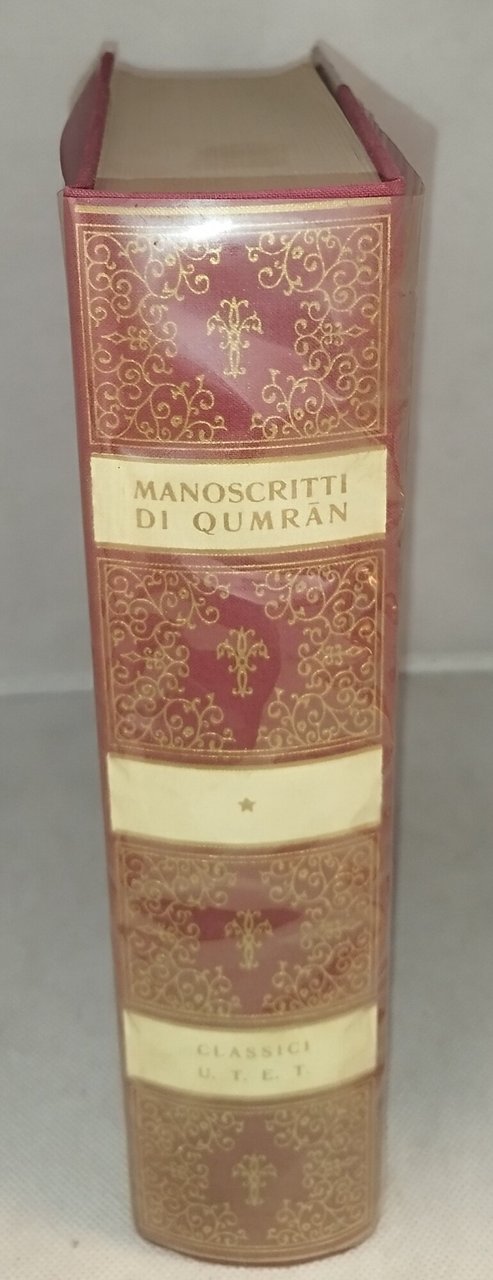 MANOSCRITTI
DI QUMRĀN
CLASSICI
U. T. E. T.